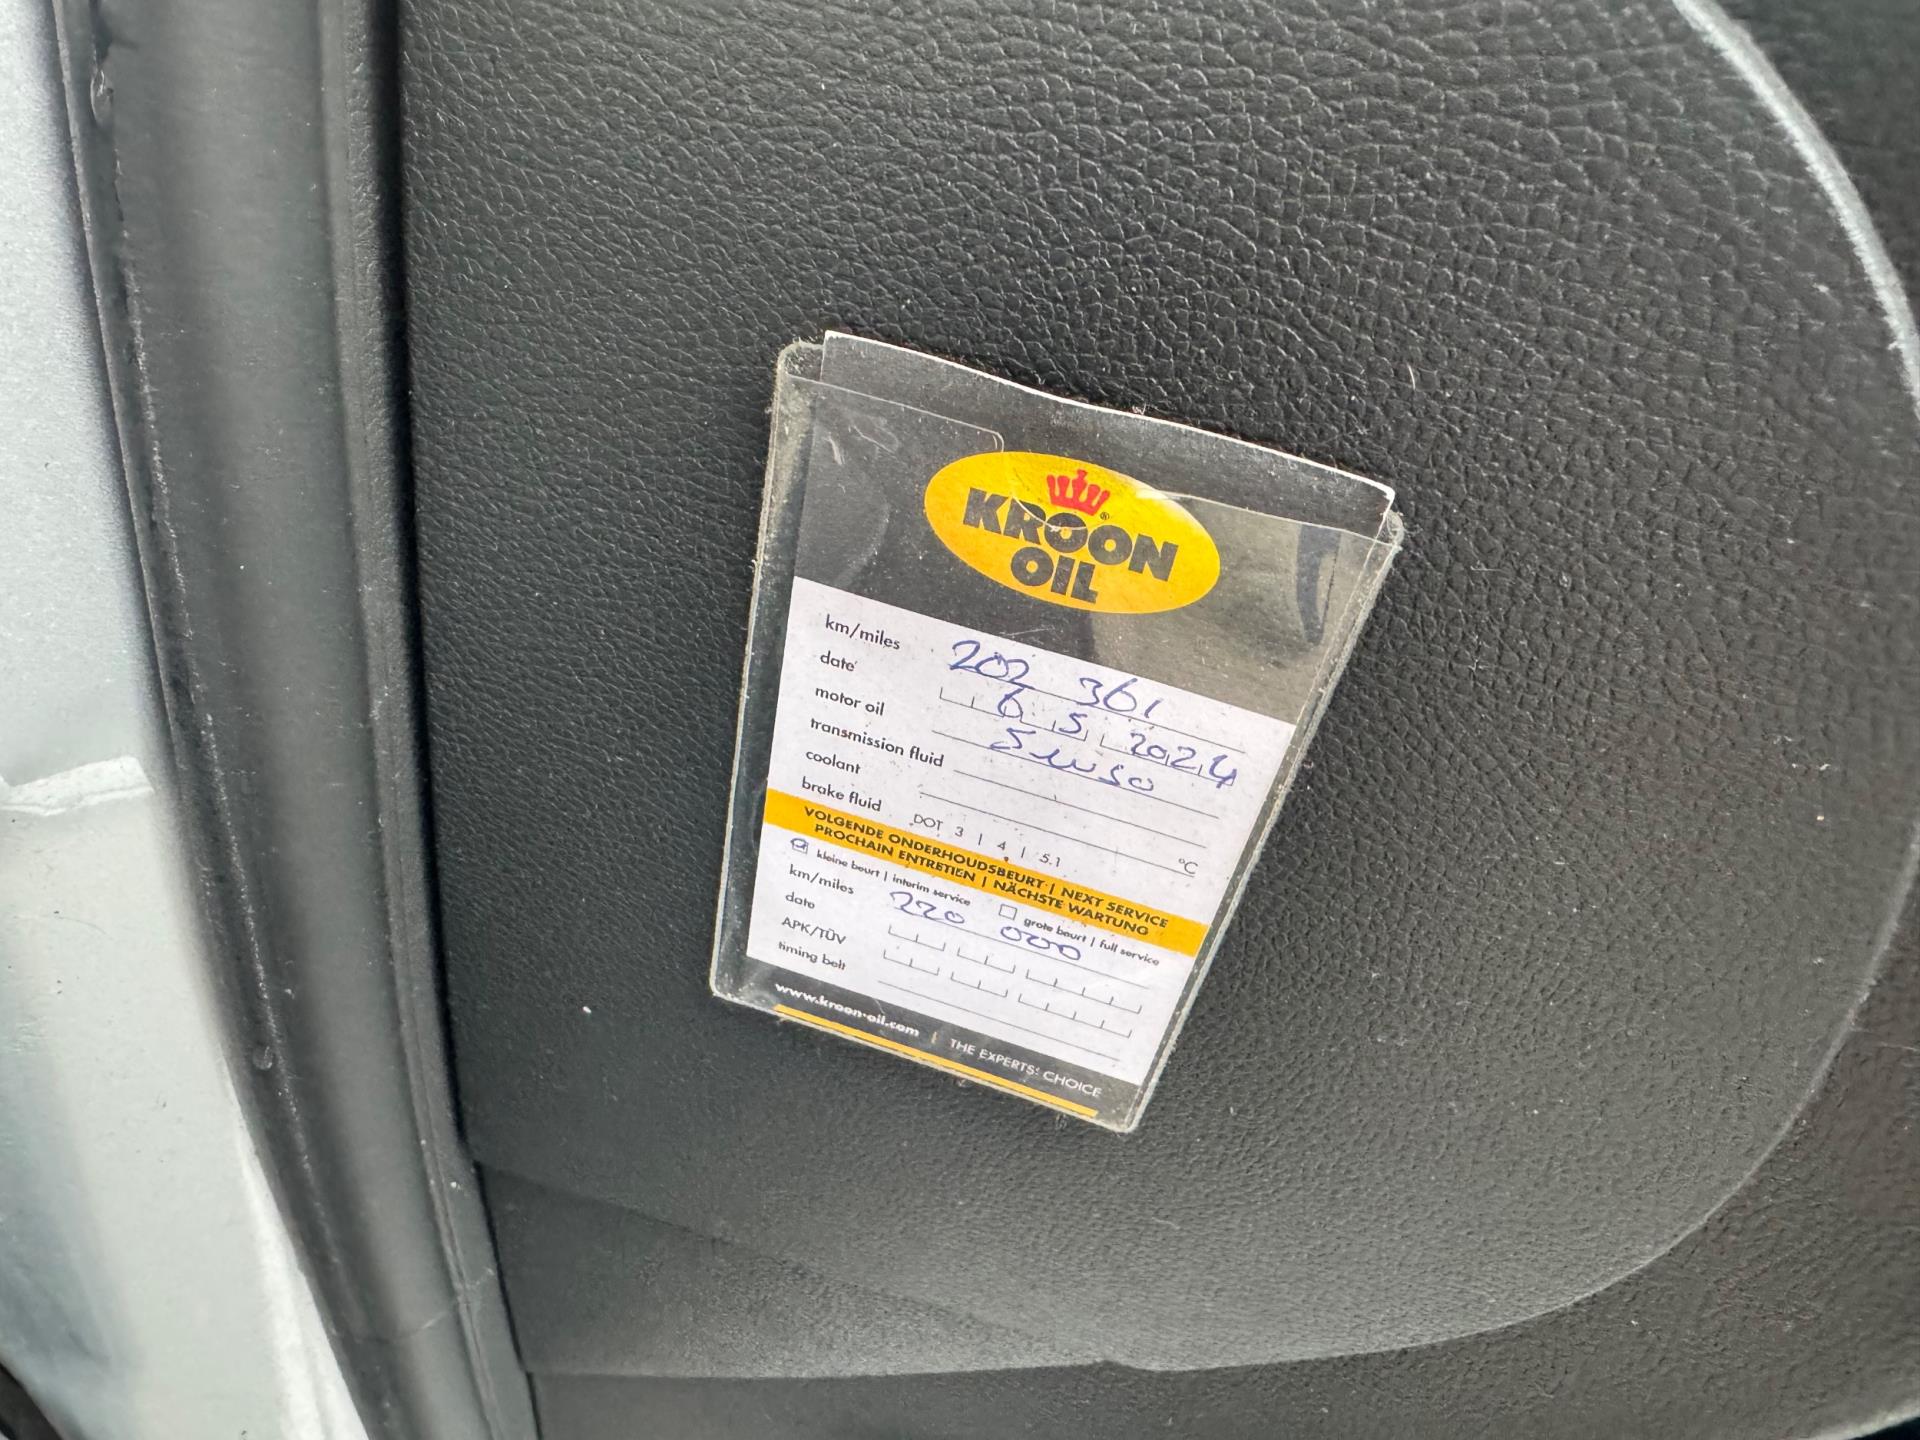 KROON
OIL
km/miles 202 361
date 6 5 2024
motor oil 5w30
transmission fluid
coolant °C
brake fluid DOT 3 | 4 | 5.1
VOLGENDE ONDERHOUDSBEURT | NEXT SERVICE
PROCHAIN ENTRETIEN | NÄCHSTE WARTUNG
kleine beurt | interim service grote beurt | full service
km/miles 220 000
date
APK/TÜV
timing belt
www.kroon-oil.com | THE EXPERTS' CHOICE